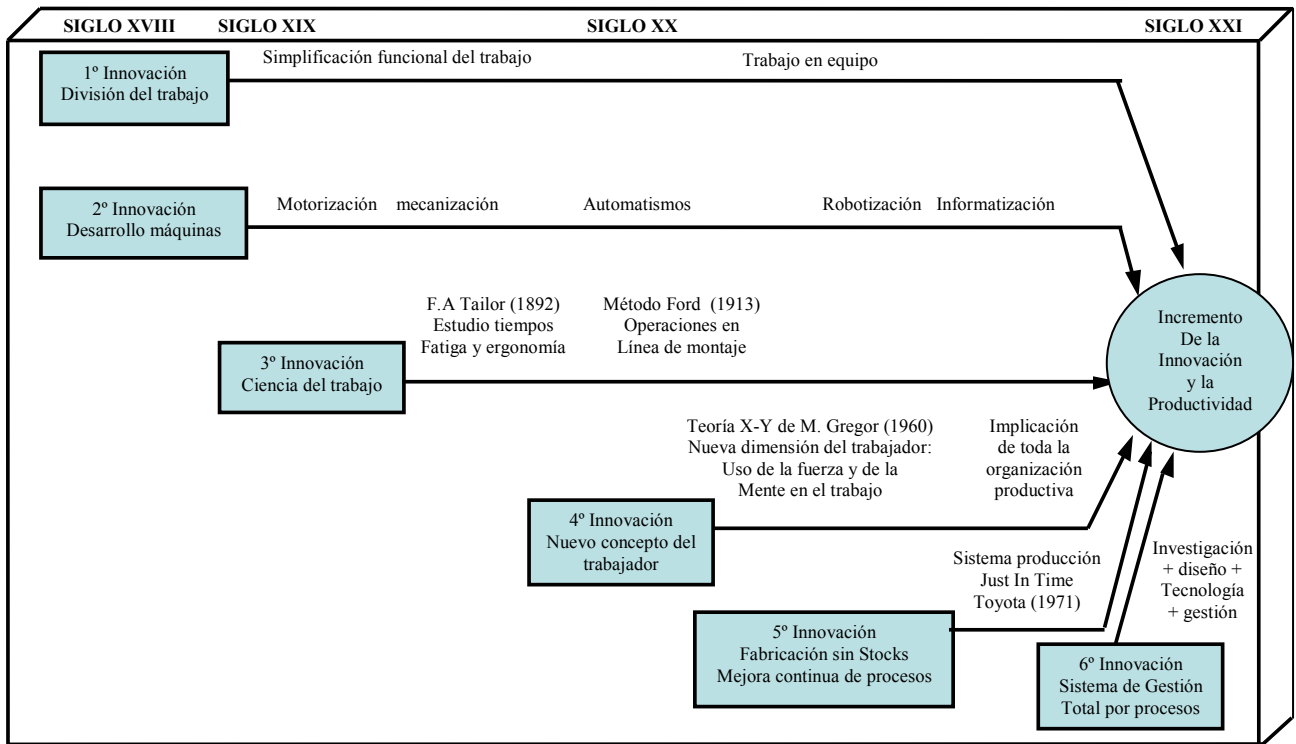 SIGLO XVIII SIGLO XIX SIGLO XX SIGLO XXI
Simplificación funcional del trabajo
Trabajo en equipo
1º Innovación
División del trabajo
2º Innovación
Desarrollo máquinas
Motorización mecanización Automatismos Robotización Informatización
F.A Tailor (1892)
Estudio tiempos
Fatiga y ergonomía
Método Ford (1913)
Operaciones en
Línea de montaje
3º Innovación
Ciencia del trabajo
Incremento
De la
Innovación
y la
Productividad
Teoría X-Y de M. Gregor (1960)
Nueva dimensión del trabajador:
Uso de la fuerza y de la
Mente en el trabajo
Implicación
de toda la
organización
productiva
4º Innovación
Nuevo concepto del
trabajador
Sistema producción
Just In Time
Toyota (1971)
Investigación
+ diseño +
Tecnología
+ gestión
5º Innovación
Fabricación sin Stocks
Mejora continua de procesos
6º Innovación
Sistema de Gestión
Total por procesos